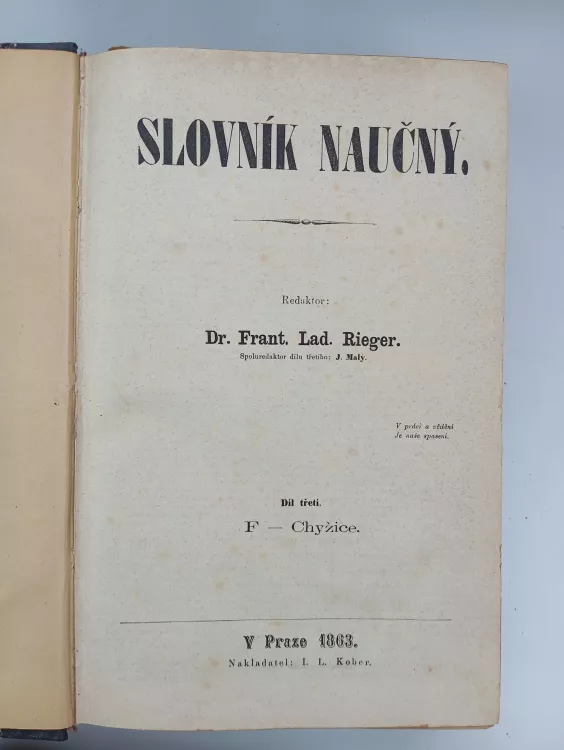 SLOVNÍK NAUČNÝ.
Redaktor:
Dr. Frant. Lad. Rieger.
Spoluredaktor dílu třetího: J. Malý.
V práci a vědění
Je naše spasení.
Díl třetí.
F — Chyžice.
V Praze 1863.
Nakladatel: I. L. Kober.